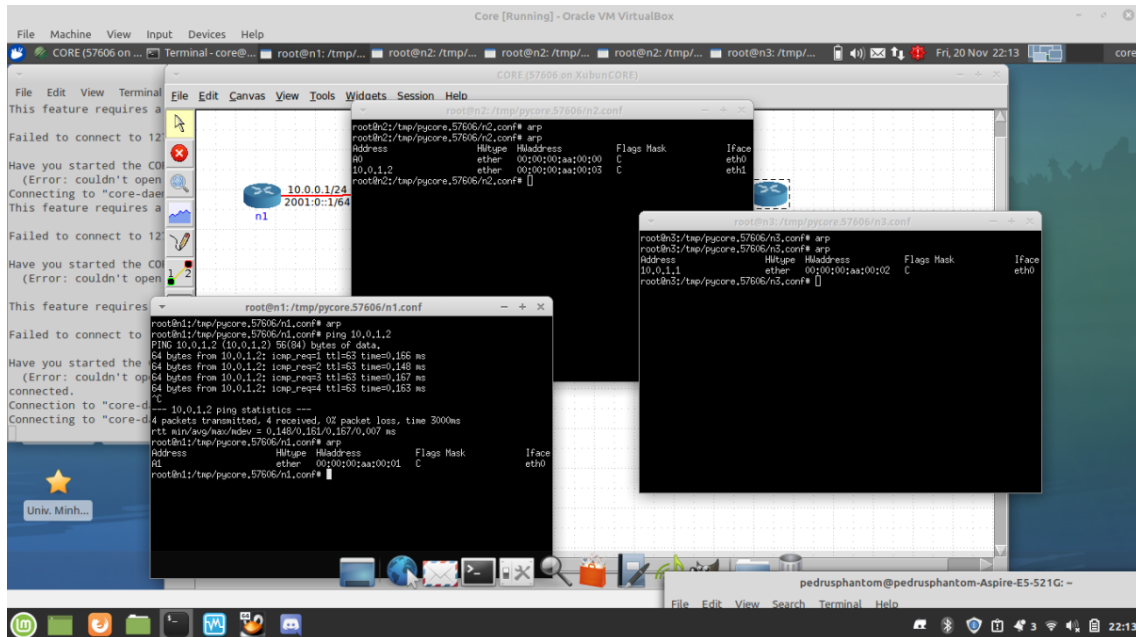 Core [Running] - Oracle VM VirtualBox
File Machine View Input Devices Help
CORE (57606 on ... Terminal - core@... root@n1: /tmp/... root@n2: /tmp/... root@n2: /tmp/... root@n2: /tmp/... root@n3: /tmp/... Fri, 20 Nov 22:13 core
CORE (57606 on XubunCORE)
File Edit View Terminal
This feature requires a
Failed to connect to 12
Have you started the CO
(Error: couldn't open
Connecting to "core-dae
This feature requires a
Failed to connect to 12
Have you started the CO
(Error: couldn't open
This feature requires
Failed to connect to
Have you started the
(Error: couldn't op
connected.
Connection to "core-d
Connecting to "core-d
File Edit Canvas View Tools Widgets Session Help
10.0.0.1/24
2001:0::1/64
n1
root@n2: /tmp/pycore.57606/n2.conf
root@n2:/tmp/pycore.57606/n2.conf# arp
root@n2:/tmp/pycore.57606/n2.conf# arp
Address HWtype HWaddress Flags Mask Iface
A0 ether 00:00:00:aa:00:00 C eth0
10.0.1.2 ether 00:00:00:aa:00:03 C eth1
root@n2:/tmp/pycore.57606/n2.conf#
root@n3: /tmp/pycore.57606/n3.conf
root@n3:/tmp/pycore.57606/n3.conf# arp
root@n3:/tmp/pycore.57606/n3.conf# arp
Address HWtype HWaddress Flags Mask Iface
10.0.1.1 ether 00:00:00:aa:00:02 C eth0
root@n3:/tmp/pycore.57606/n3.conf#
root@n1: /tmp/pycore.57606/n1.conf
root@n1:/tmp/pycore.57606/n1.conf# arp
root@n1:/tmp/pycore.57606/n1.conf# ping 10.0.1.2
PING 10.0.1.2 (10.0.1.2) 56(84) bytes of data.
64 bytes from 10.0.1.2: icmp_req=1 ttl=63 time=0.166 ms
64 bytes from 10.0.1.2: icmp_req=2 ttl=63 time=0.148 ms
64 bytes from 10.0.1.2: icmp_req=3 ttl=63 time=0.167 ms
64 bytes from 10.0.1.2: icmp_req=4 ttl=63 time=0.163 ms
^C
--- 10.0.1.2 ping statistics ---
4 packets transmitted, 4 received, 0% packet loss, time 3000ms
rtt min/avg/max/mdev = 0.148/0.161/0.167/0.007 ms
root@n1:/tmp/pycore.57606/n1.conf# arp
Address HWtype HWaddress Flags Mask Iface
A1 ether 00:00:00:aa:00:01 C eth0
root@n1:/tmp/pycore.57606/n1.conf#
Univ. Minh...
pedrusphantom@pedrusphantom-Aspire-E5-521G: ~
File Edit View Search Terminal Help
3 22:13